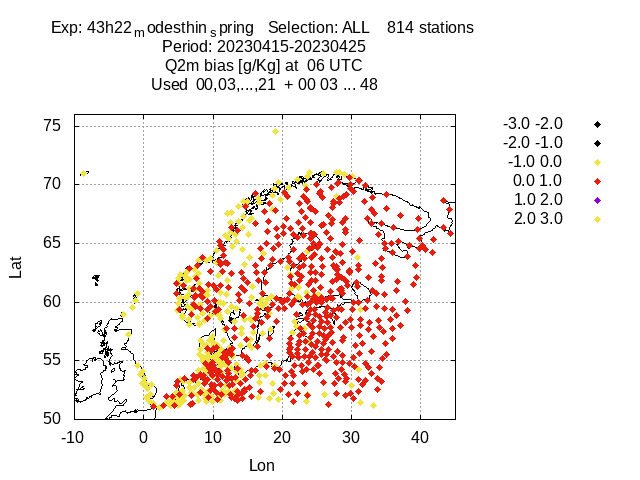 Exp: 43h22modesthinspring Selection: ALL 814 stations
Period: 20230415-20230425
Q2m bias [g/Kg] at 06 UTC
Used 00,03,...,21 + 00 03 ... 48
-3.0 -2.0
-2.0 -1.0
-1.0 0.0
0.0 1.0
1.0 2.0
2.0 3.0
75
70
65
60
55
50
Lat
-10 0 10 20 30 40
Lon